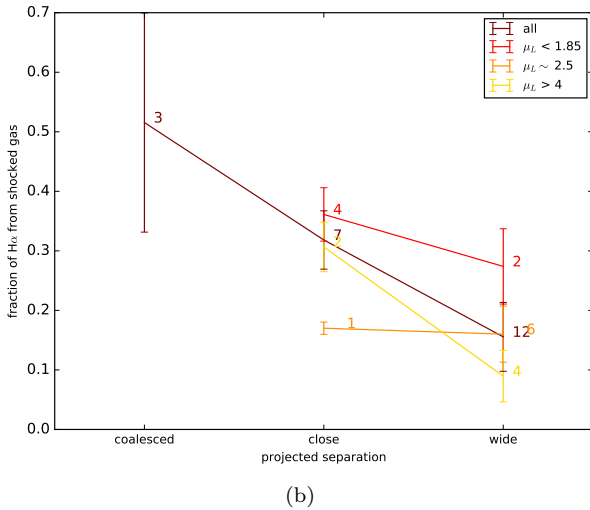 0.7
0.6
0.5
0.4
0.3
0.2
0.1
0.0
fraction of Hα from shocked gas
all
μL < 1.85
μL ~ 2.5
μL > 4
3
4
7
2
1
2
12
6
4
coalesced
close
wide
projected separation
(b)